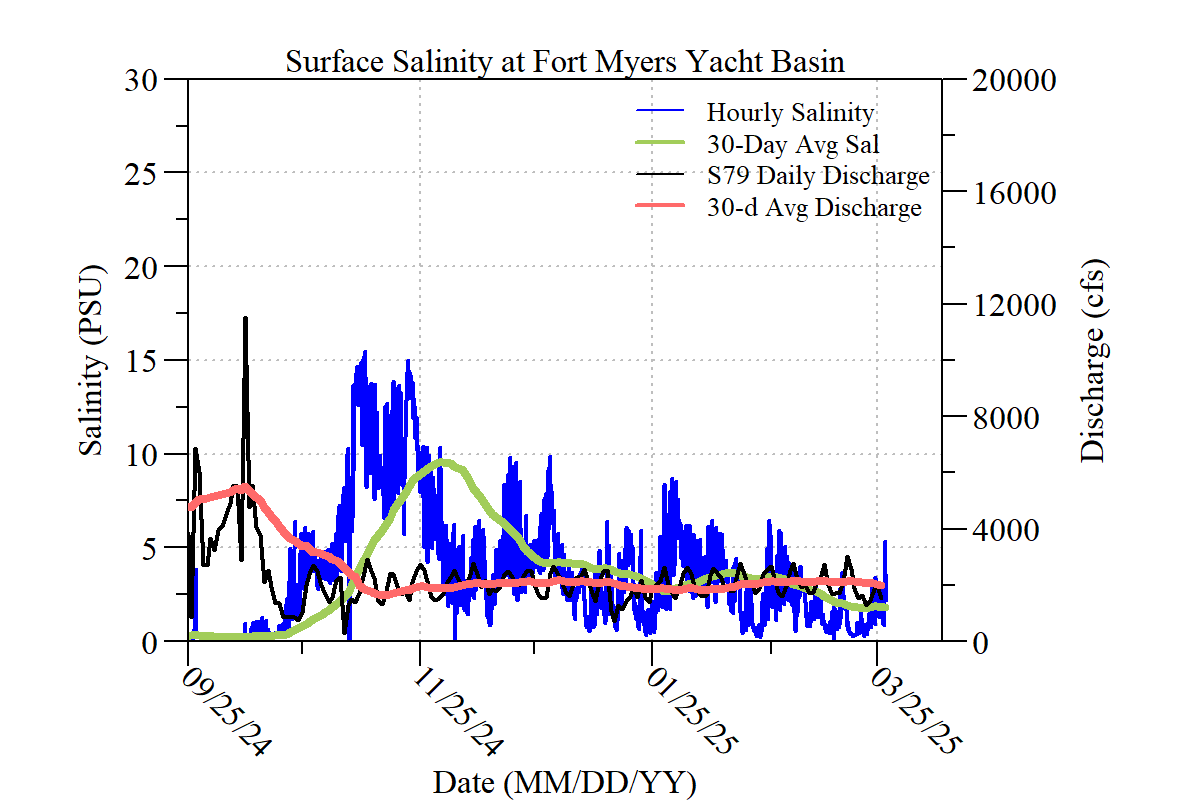 Surface Salinity at Fort Myers Yacht Basin
30
25
20
15
10
5
0
Salinity (PSU)
Hourly Salinity
30-Day Avg Sal
S79 Daily Discharge
30-d Avg Discharge
20000
16000
12000
8000
4000
0
Discharge (cfs)
09/25/24
11/25/24
01/25/25
03/25/25
Date (MM/DD/YY)